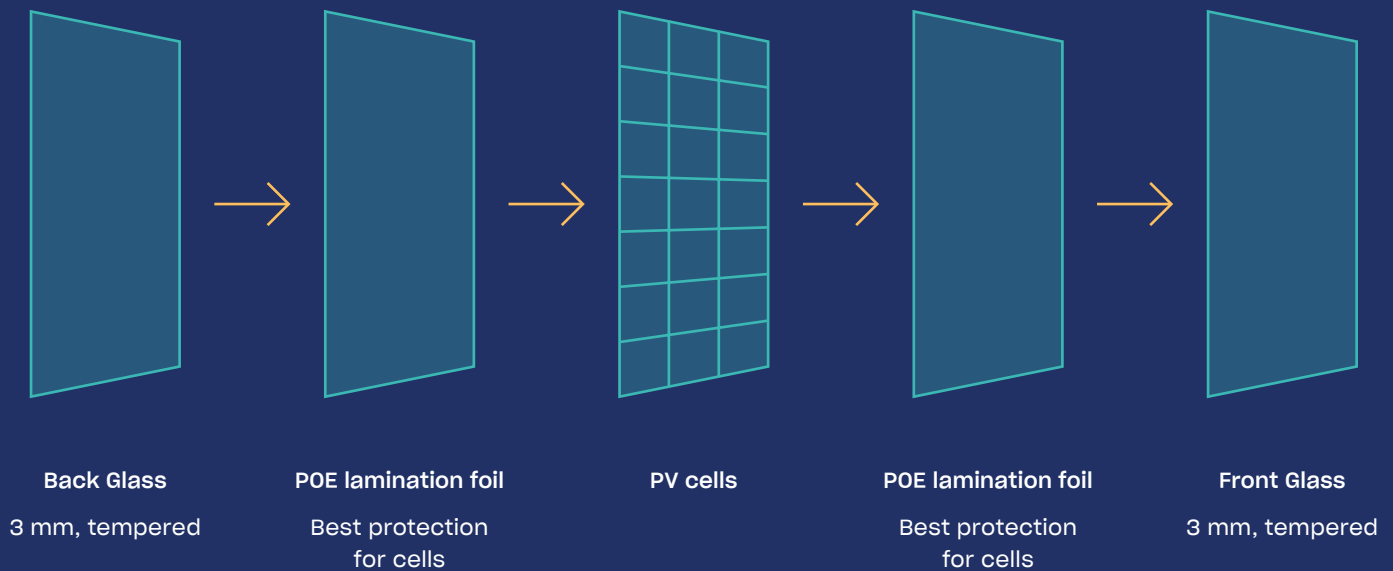 Back Glass
3 mm, tempered
POE lamination foil
Best protection
for cells
PV cells
POE lamination foil
Best protection
for cells
Front Glass
3 mm, tempered